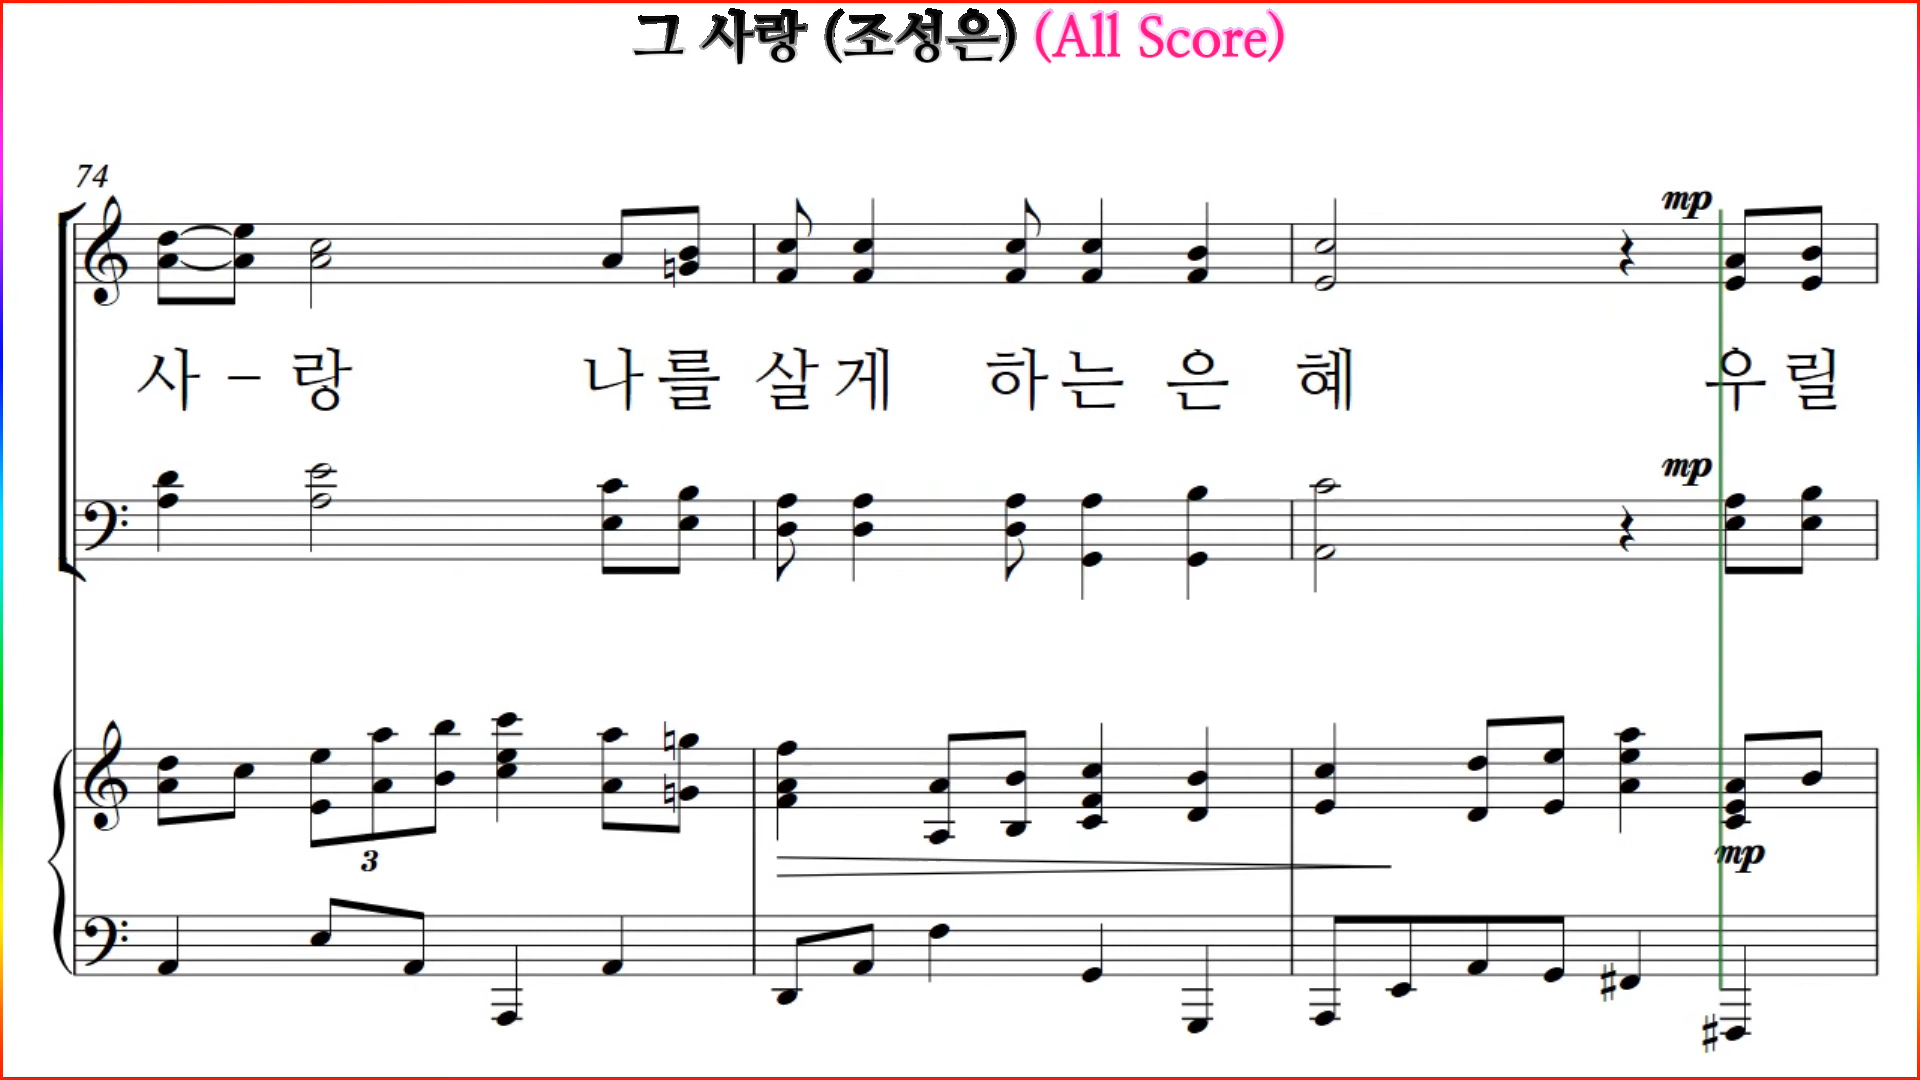 그 사랑 (조성은) (All Score)
74
mp
사 - 랑 나 를 살 게 하 는 은 혜 우 릴
mp
3
mp